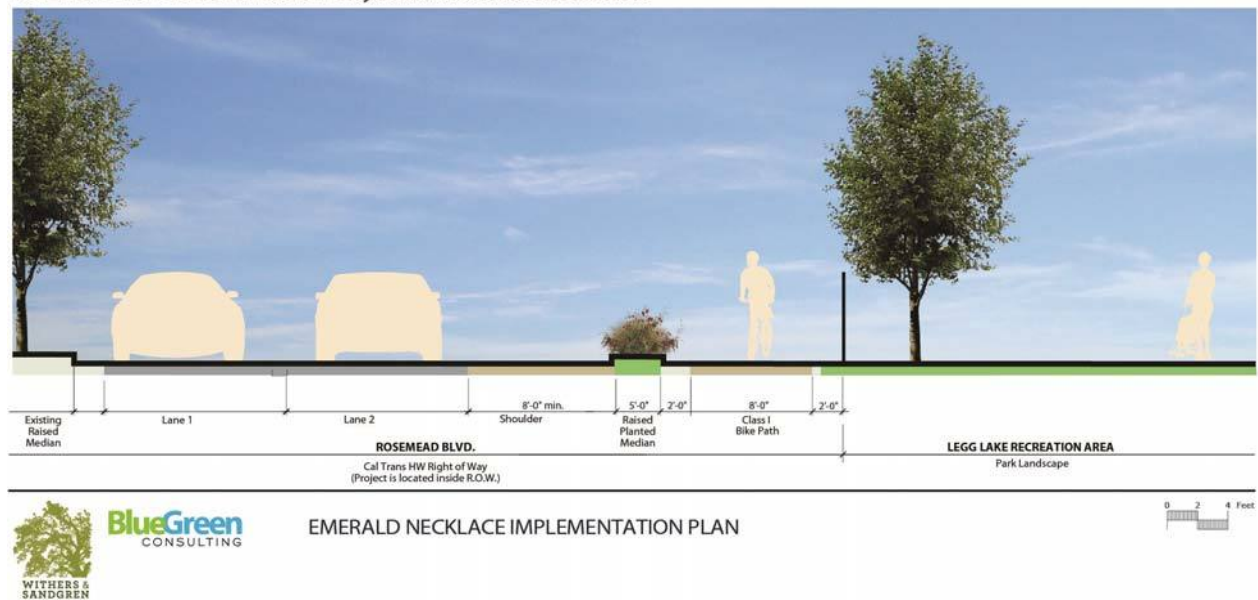 8'-0" min.
5'-0"
2'-0"
8'-0"
2'-0"
Existing
Raised
Median
Lane 1
Lane 2
Shoulder
Raised
Planted
Median
Class I
Bike Path
ROSEMEAD BLVD.
LEGG LAKE RECREATION AREA
Cal Trans HW Right of Way
(Project is located inside R.O.W.)
Park Landscape
0 2 4 Feet
BlueGreen
CONSULTING
EMERALD NECKLACE IMPLEMENTATION PLAN
WITHERS &
SANDGREN